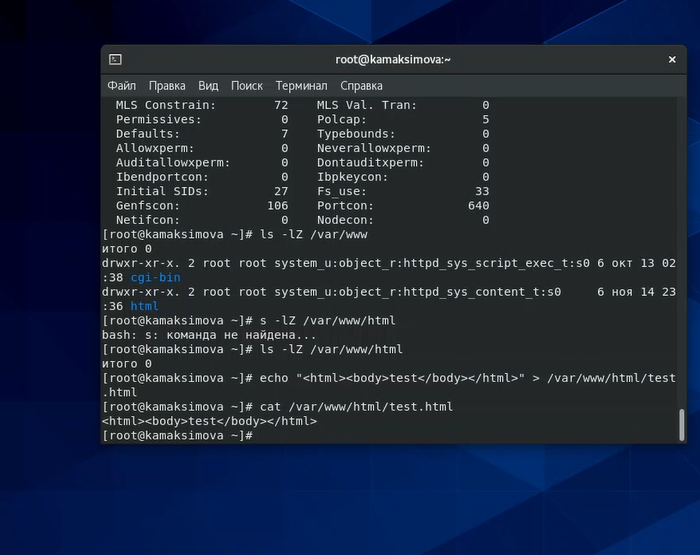 root@kamaksimova:~
Файл Правка Вид Поиск Терминал Справка
MLS Constrain: 72 MLS Val. Tran: 0
Permissives: 0 Polcap: 5
Defaults: 7 Typebounds: 0
Allowxperm: 0 Neverallowxperm: 0
Auditallowxperm: 0 Dontauditxperm: 0
Ibendportcon: 0 Ibpkeycon: 0
Initial SIDs: 27 Fs_use: 33
Genfscon: 106 Portcon: 640
Netifcon: 0 Nodecon: 0
[root@kamaksimova ~]# ls -lZ /var/www
итого 0
drwxr-xr-x. 2 root root system_u:object_r:httpd_sys_script_exec_t:s0 6 окт 13 02
:38 cgi-bin
drwxr-xr-x. 2 root root system_u:object_r:httpd_sys_content_t:s0 6 ноя 14 23
:36 html
[root@kamaksimova ~]# s -lZ /var/www/html
bash: s: команда не найдена...
[root@kamaksimova ~]# ls -lZ /var/www/html
итого 0
[root@kamaksimova ~]# echo "<html><body>test</body></html>" > /var/www/html/test
.html
[root@kamaksimova ~]# cat /var/www/html/test.html
<html><body>test</body></html>
[root@kamaksimova ~]#